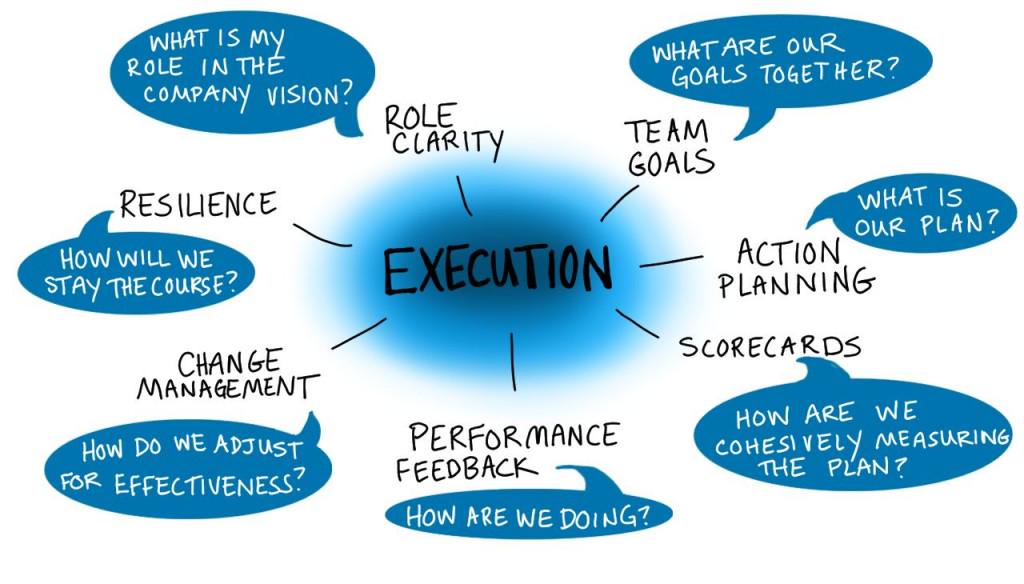 WHAT IS MY
ROLE IN THE
COMPANY VISION?
ROLE
CLARITY
WHAT ARE OUR
GOALS TOGETHER?
TEAM
GOALS
WHAT IS
OUR PLAN?
ACTION
PLANNING
SCORECARDS
HOW ARE WE
COHESIVELY MEASURING
THE PLAN?
PERFORMANCE
FEEDBACK
HOW ARE WE DOING?
CHANGE
MANAGEMENT
HOW DO WE ADJUST
FOR EFFECTIVENESS?
RESILIENCE
HOW WILL WE
STAY THE COURSE?
EXECUTION